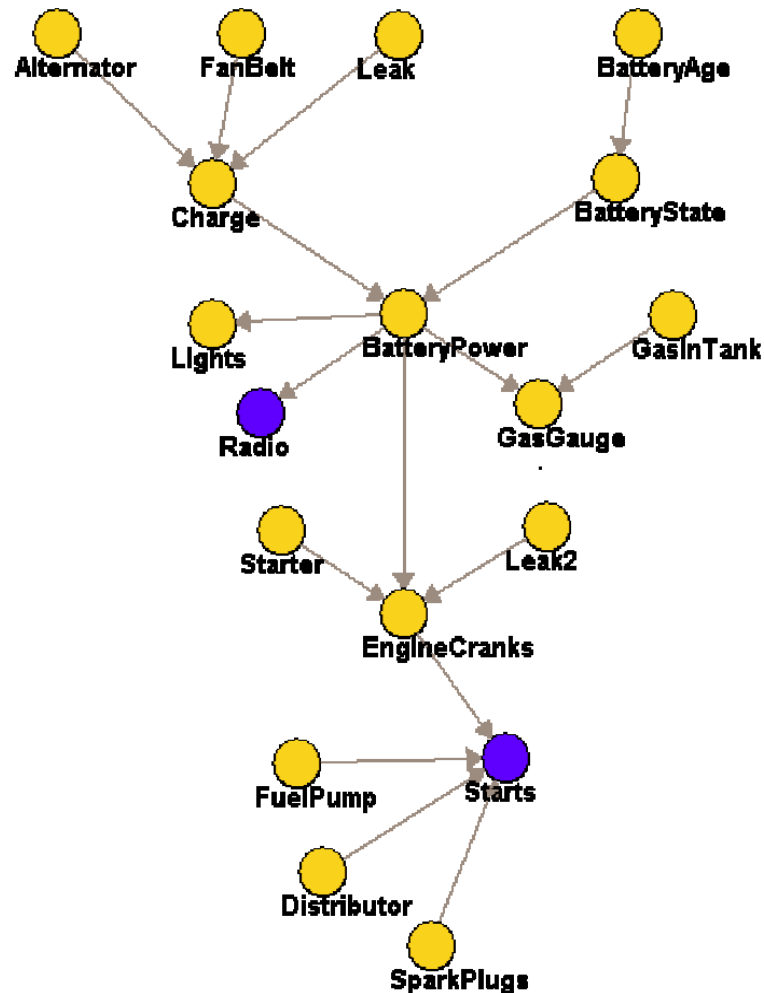 Alternator
FanBelt
Leak
BatteryAge
Charge
BatteryState
Lights
BatteryPower
GasInTank
Radio
GasGauge
Starter
Leak2
EngineCranks
FuelPump
Starts
Distributor
SparkPlugs